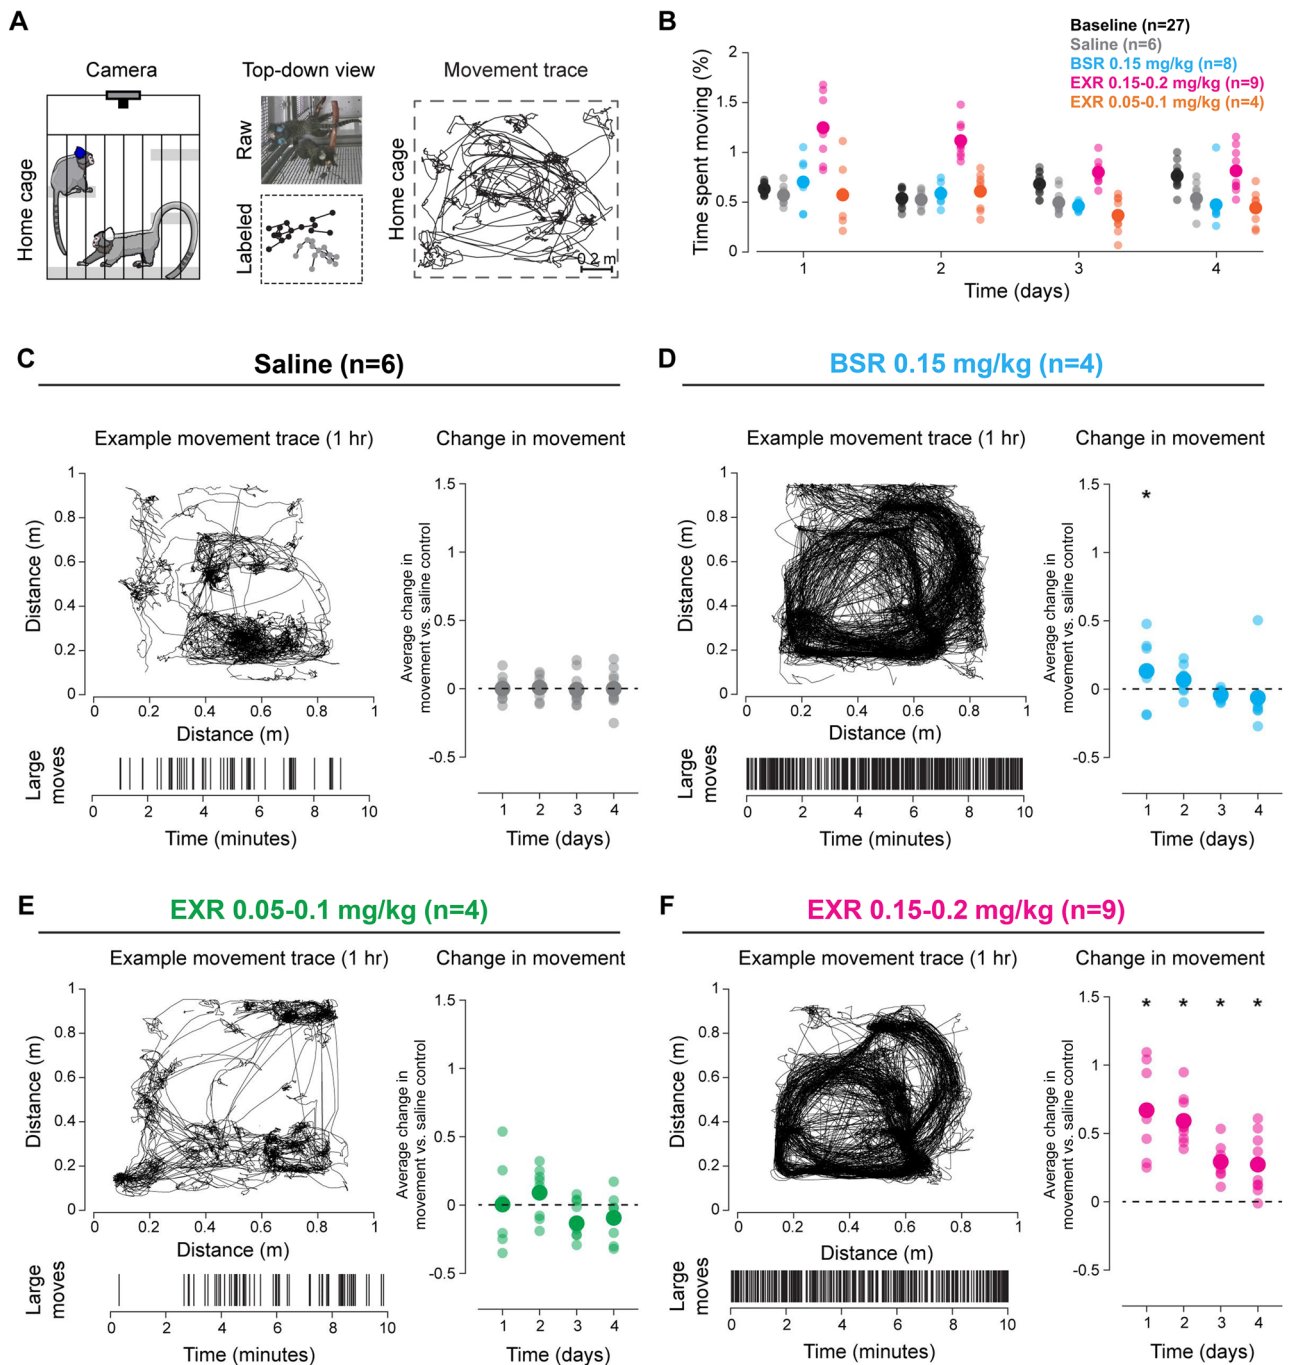 A
Camera
Top-down view
Movement trace
Home cage
Raw
Labeled
Home cage
0.2 m
B
Baseline (n=27)
Saline (n=6)
BSR 0.15 mg/kg (n=8)
EXR 0.15-0.2 mg/kg (n=9)
EXR 0.05-0.1 mg/kg (n=4)
Time spent moving (%)
2
1.5
1
0.5
0
1 2 3 4
Time (days)
C
Saline (n=6)
Example movement trace (1 hr)
Distance (m)
1
0.8
0.6
0.4
0.2
0
0 0.2 0.4 0.6 0.8 1
Distance (m)
Large
moves
0 2 4 6 8 10
Time (minutes)
Change in movement
Average change in
movement vs. saline control
1.5
1
0.5
0
-0.5
1 2 3 4
Time (days)
D
BSR 0.15 mg/kg (n=4)
Example movement trace (1 hr)
Distance (m)
1
0.8
0.6
0.4
0.2
0
0 0.2 0.4 0.6 0.8 1
Distance (m)
Large
moves
0 2 4 6 8 10
Time (minutes)
Change in movement
Average change in
movement vs. saline control
1.5
1
0.5
0
-0.5
*
1 2 3 4
Time (days)
E
EXR 0.05-0.1 mg/kg (n=4)
Example movement trace (1 hr)
Distance (m)
1
0.8
0.6
0.4
0.2
0
0 0.2 0.4 0.6 0.8 1
Distance (m)
Large
moves
0 2 4 6 8 10
Time (minutes)
Change in movement
Average change in
movement vs. saline control
1.5
1
0.5
0
-0.5
1 2 3 4
Time (days)
F
EXR 0.15-0.2 mg/kg (n=9)
Example movement trace (1 hr)
Distance (m)
1
0.8
0.6
0.4
0.2
0
0 0.2 0.4 0.6 0.8 1
Distance (m)
Large
moves
0 2 4 6 8 10
Time (minutes)
Change in movement
Average change in
movement vs. saline control
1.5
1
0.5
0
-0.5
* * * *
1 2 3 4
Time (days)